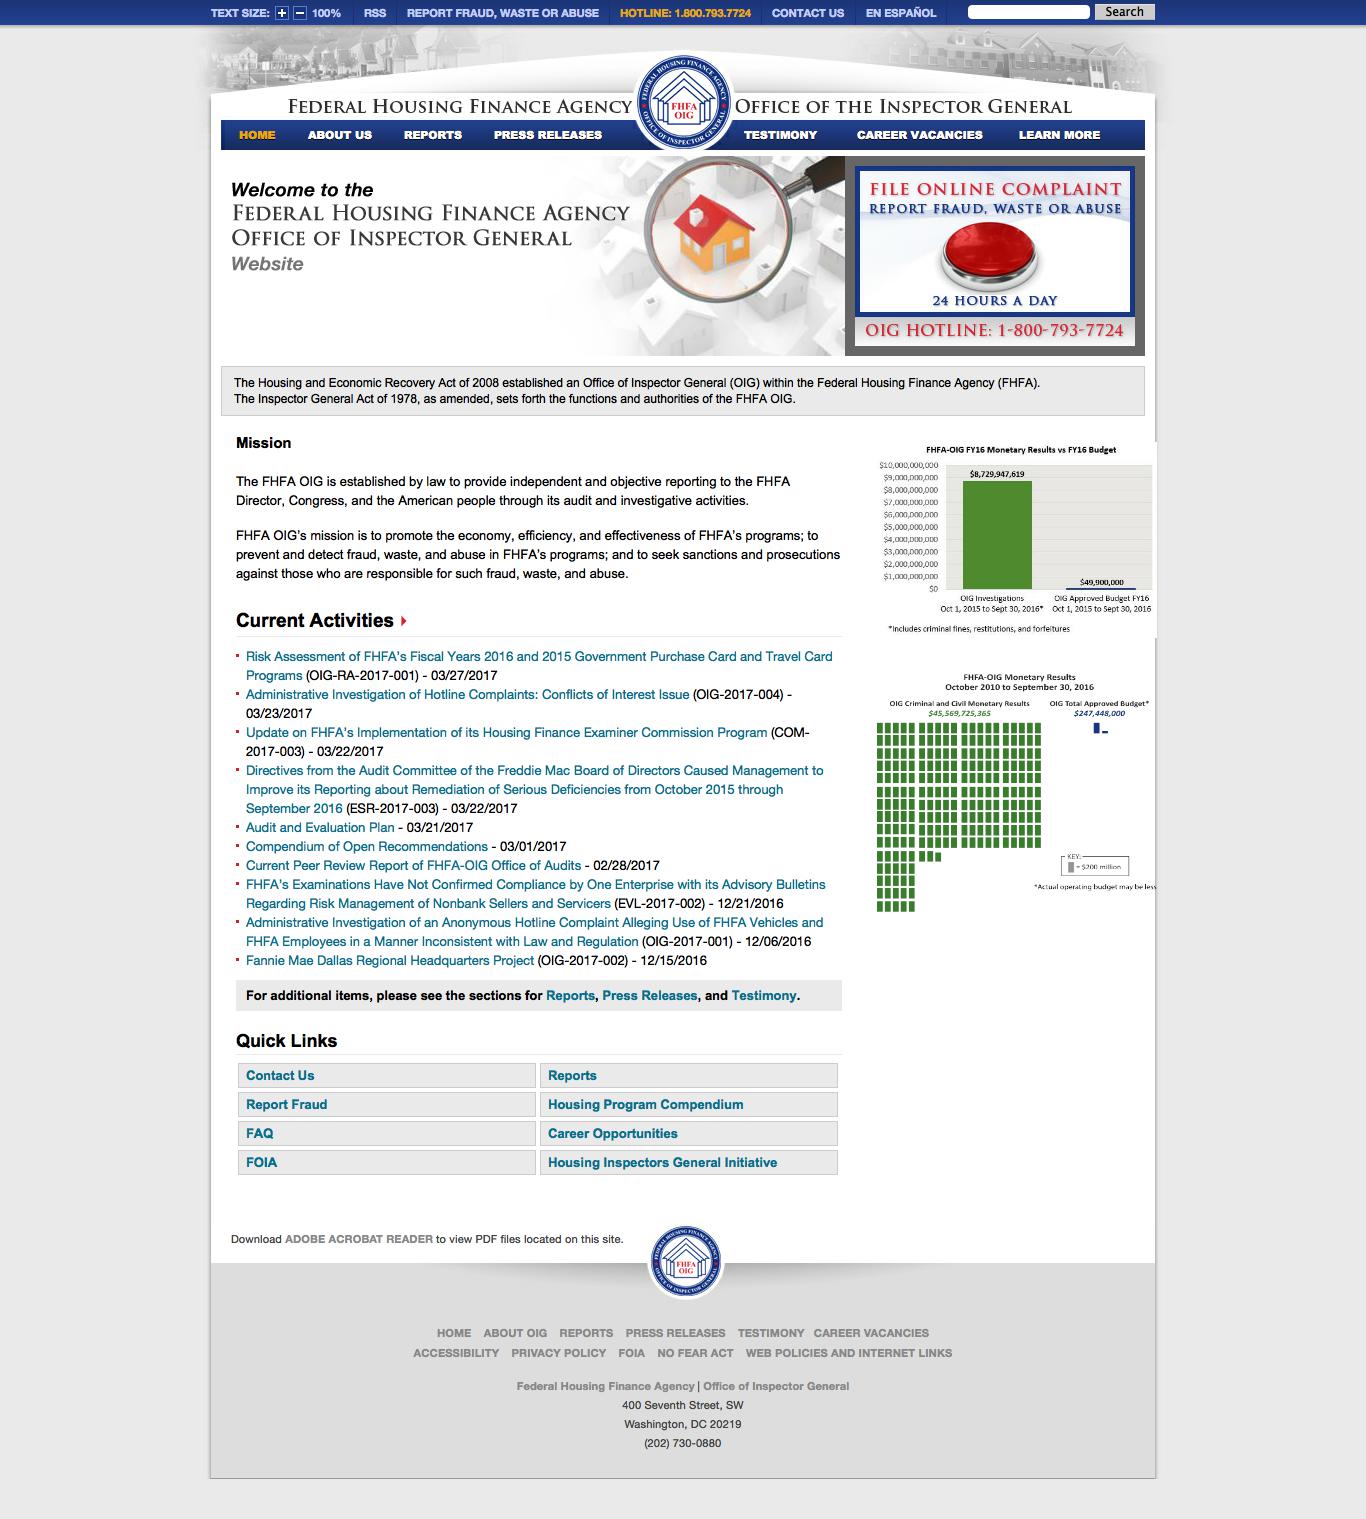 TEXT SIZE: + − 100% RSS REPORT FRAUD, WASTE OR ABUSE HOTLINE: 1.800.793.7724 CONTACT US EN ESPAÑOL Search
FEDERAL HOUSING FINANCE AGENCY OFFICE OF THE INSPECTOR GENERAL
FEDERAL HOUSING FINANCE AGENCY
FHFA
OIG
OFFICE OF INSPECTOR GENERAL
HOME ABOUT US REPORTS PRESS RELEASES TESTIMONY CAREER VACANCIES LEARN MORE
Welcome to the
FEDERAL HOUSING FINANCE AGENCY
OFFICE OF INSPECTOR GENERAL
Website
FILE ONLINE COMPLAINT
REPORT FRAUD, WASTE OR ABUSE
24 HOURS A DAY
OIG HOTLINE: 1-800-793-7724
The Housing and Economic Recovery Act of 2008 established an Office of Inspector General (OIG) within the Federal Housing Finance Agency (FHFA).
The Inspector General Act of 1978, as amended, sets forth the functions and authorities of the FHFA OIG.
Mission
The FHFA OIG is established by law to provide independent and objective reporting to the FHFA
Director, Congress, and the American people through its audit and investigative activities.
FHFA OIG's mission is to promote the economy, efficiency, and effectiveness of FHFA's programs; to
prevent and detect fraud, waste, and abuse in FHFA's programs; and to seek sanctions and prosecutions
against those who are responsible for such fraud, waste, and abuse.
Current Activities
Risk Assessment of FHFA's Fiscal Years 2016 and 2015 Government Purchase Card and Travel Card
Programs (OIG-RA-2017-001) - 03/27/2017
Administrative Investigation of Hotline Complaints: Conflicts of Interest Issue (OIG-2017-004) -
03/23/2017
Update on FHFA's Implementation of its Housing Finance Examiner Commission Program (COM-
2017-003) - 03/22/2017
Directives from the Audit Committee of the Freddie Mac Board of Directors Caused Management to
Improve its Reporting about Remediation of Serious Deficiencies from October 2015 through
September 2016 (ESR-2017-003) - 03/22/2017
Audit and Evaluation Plan - 03/21/2017
Compendium of Open Recommendations - 03/01/2017
Current Peer Review Report of FHFA-OIG Office of Audits - 02/28/2017
FHFA's Examinations Have Not Confirmed Compliance by One Enterprise with its Advisory Bulletins
Regarding Risk Management of Nonbank Sellers and Servicers (EVL-2017-002) - 12/21/2016
Administrative Investigation of an Anonymous Hotline Complaint Alleging Use of FHFA Vehicles and
FHFA Employees in a Manner Inconsistent with Law and Regulation (OIG-2017-001) - 12/06/2016
Fannie Mae Dallas Regional Headquarters Project (OIG-2017-002) - 12/15/2016
For additional items, please see the sections for Reports, Press Releases, and Testimony.
FHFA-OIG FY16 Monetary Results vs FY16 Budget
$10,000,000,000
$9,000,000,000
$8,000,000,000
$7,000,000,000
$6,000,000,000
$5,000,000,000
$4,000,000,000
$3,000,000,000
$2,000,000,000
$1,000,000,000
$0
$8,729,947,619
$49,900,000
OIG Investigations
Oct 1, 2015 to Sept 30, 2016*
OIG Approved Budget FY16
Oct 1, 2015 to Sept 30, 2016
*Includes criminal fines, restitutions, and forfeitures
FHFA-OIG Monetary Results
October 2010 to September 30, 2016
OIG Criminal and Civil Monetary Results
$45,569,725,365
OIG Total Approved Budget*
$247,448,000
KEY:
= $200 million
*Actual operating budget may be less
Quick Links
Contact Us Reports
Report Fraud Housing Program Compendium
FAQ Career Opportunities
FOIA Housing Inspectors General Initiative
Download ADOBE ACROBAT READER to view PDF files located on this site.
FEDERAL HOUSING FINANCE AGENCY
FHFA
OIG
OFFICE OF INSPECTOR GENERAL
HOME ABOUT OIG REPORTS PRESS RELEASES TESTIMONY CAREER VACANCIES
ACCESSIBILITY PRIVACY POLICY FOIA NO FEAR ACT WEB POLICIES AND INTERNET LINKS
Federal Housing Finance Agency | Office of Inspector General
400 Seventh Street, SW
Washington, DC 20219
(202) 730-0880